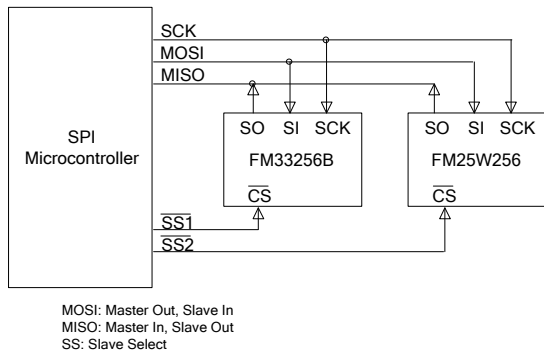 SCK
MOSI
MISO
SPI
Microcontroller
SO SI SCK
FM33256B
CS
SO SI SCK
FM25W256
CS
SS1
SS2
MOSI: Master Out, Slave In
MISO: Master In, Slave Out
SS: Slave Select